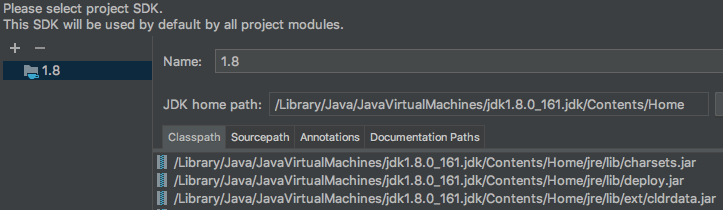 Please select project SDK.
This SDK will be used by default by all project modules.
1.8
Name: 1.8
JDK home path: /Library/Java/JavaVirtualMachines/jdk1.8.0_161.jdk/Contents/Home
Classpath Sourcepath Annotations Documentation Paths
/Library/Java/JavaVirtualMachines/jdk1.8.0_161.jdk/Contents/Home/jre/lib/charsets.jar
/Library/Java/JavaVirtualMachines/jdk1.8.0_161.jdk/Contents/Home/jre/lib/deploy.jar
/Library/Java/JavaVirtualMachines/jdk1.8.0_161.jdk/Contents/Home/jre/lib/ext/cldrdata.jar